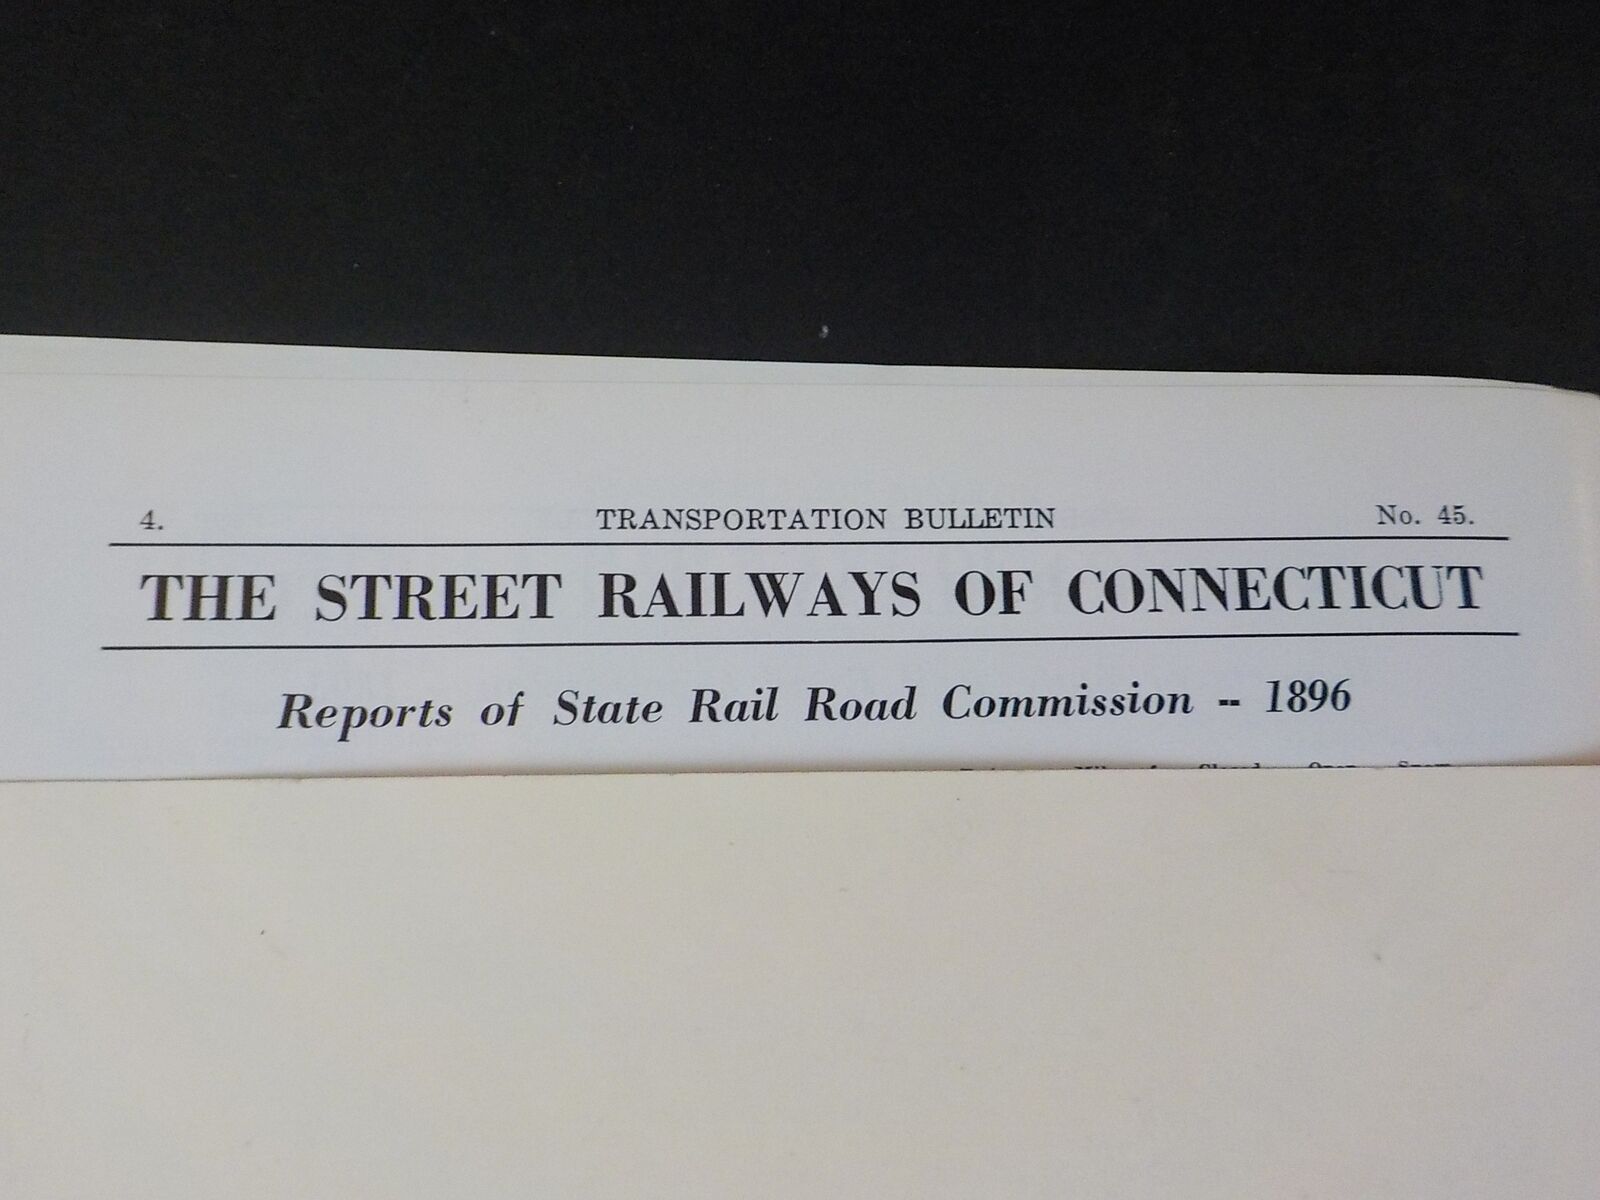 4. TRANSPORTATION BULLETIN No. 45.
THE STREET RAILWAYS OF CONNECTICUT
Reports of State Rail Road Commission -- 1896